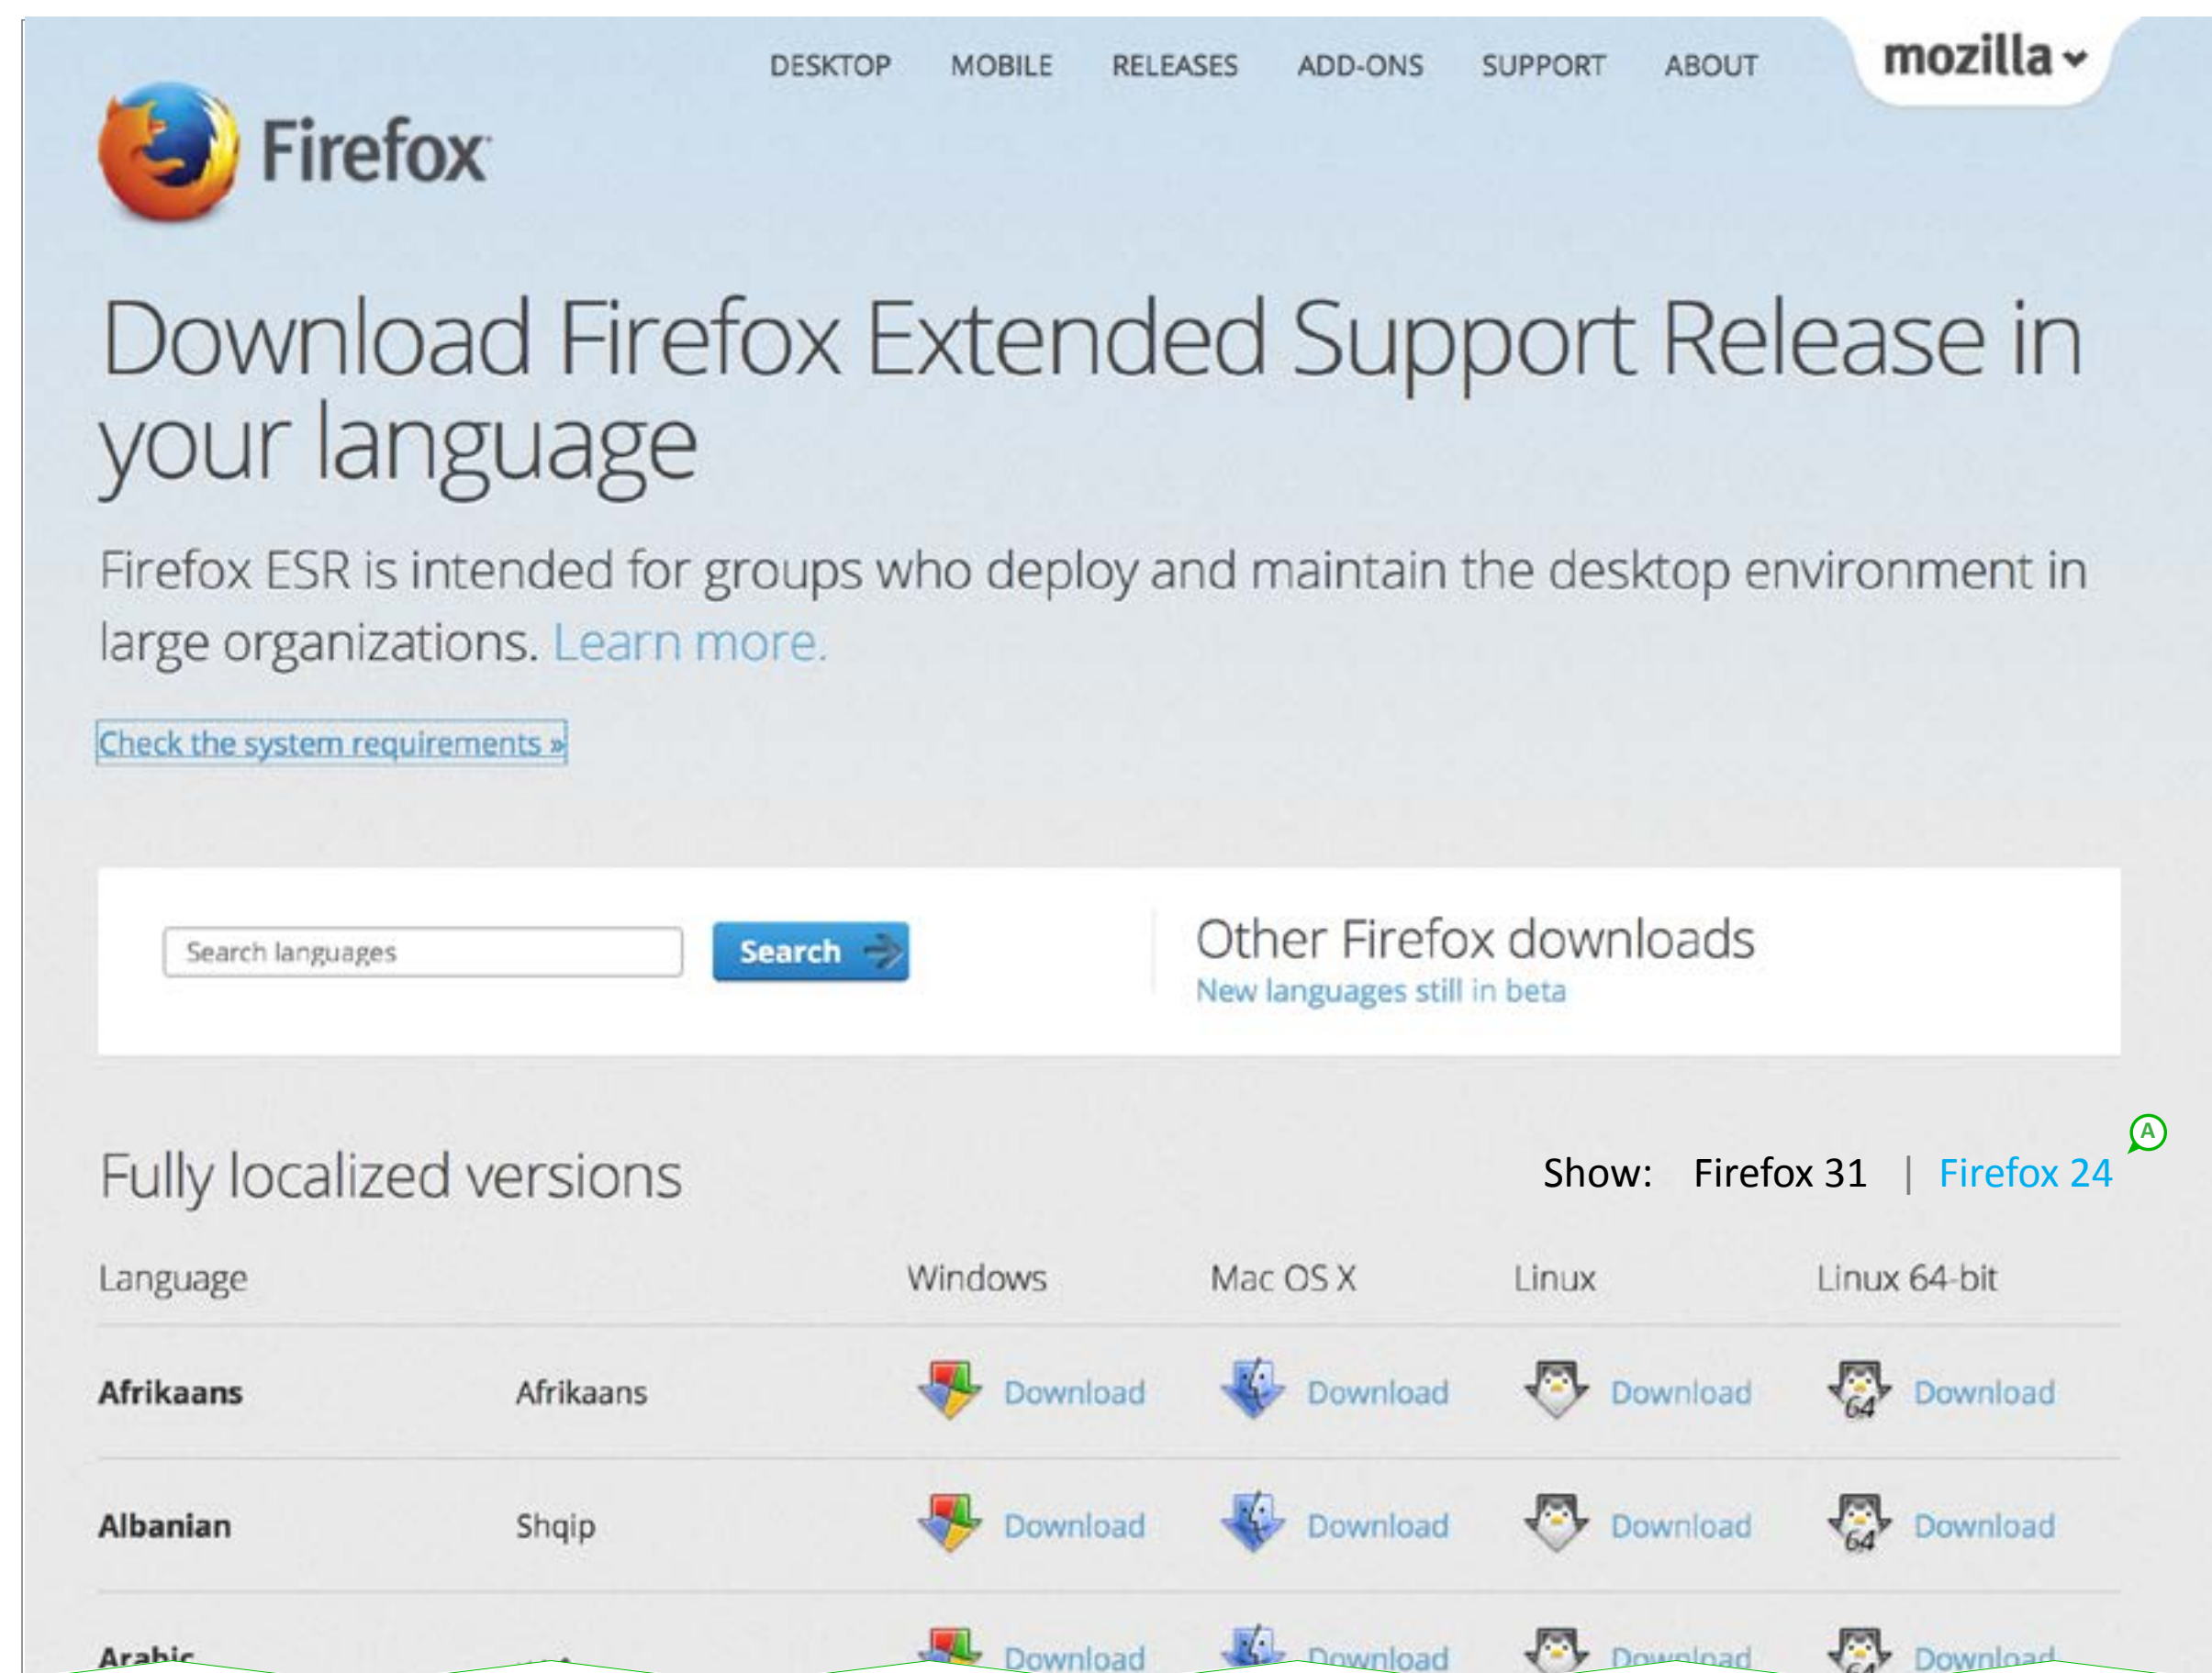 DESKTOP MOBILE RELEASES ADD-ONS SUPPORT ABOUT mozilla
Firefox
Download Firefox Extended Support Release in
your language
Firefox ESR is intended for groups who deploy and maintain the desktop environment in
large organizations. Learn more.
Check the system requirements »
Search languages Search
Other Firefox downloads
New languages still in beta
A
Fully localized versions Show: Firefox 31 | Firefox 24
Language Windows Mac OS X Linux Linux 64-bit
Afrikaans Afrikaans Download Download Download 64 Download
Albanian Shqip Download Download Download 64 Download
Arabic Download Download Download 64 Download